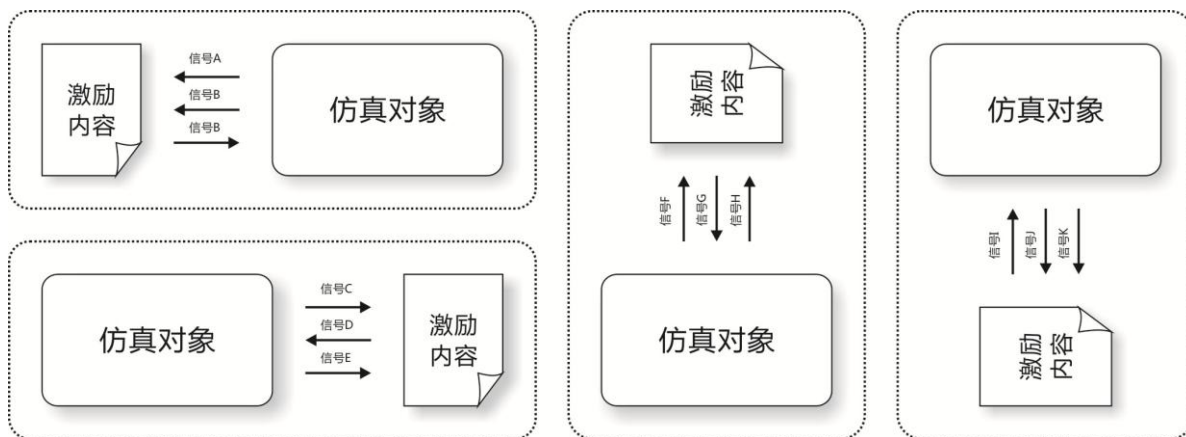 激励
内容
信号A
信号B
信号B
仿真对象
仿真对象
信号C
信号D
信号E
激励
内容
激励
内容
信号F
信号G
信号H
仿真对象
仿真对象
信号I
信号J
信号K
激励
内容